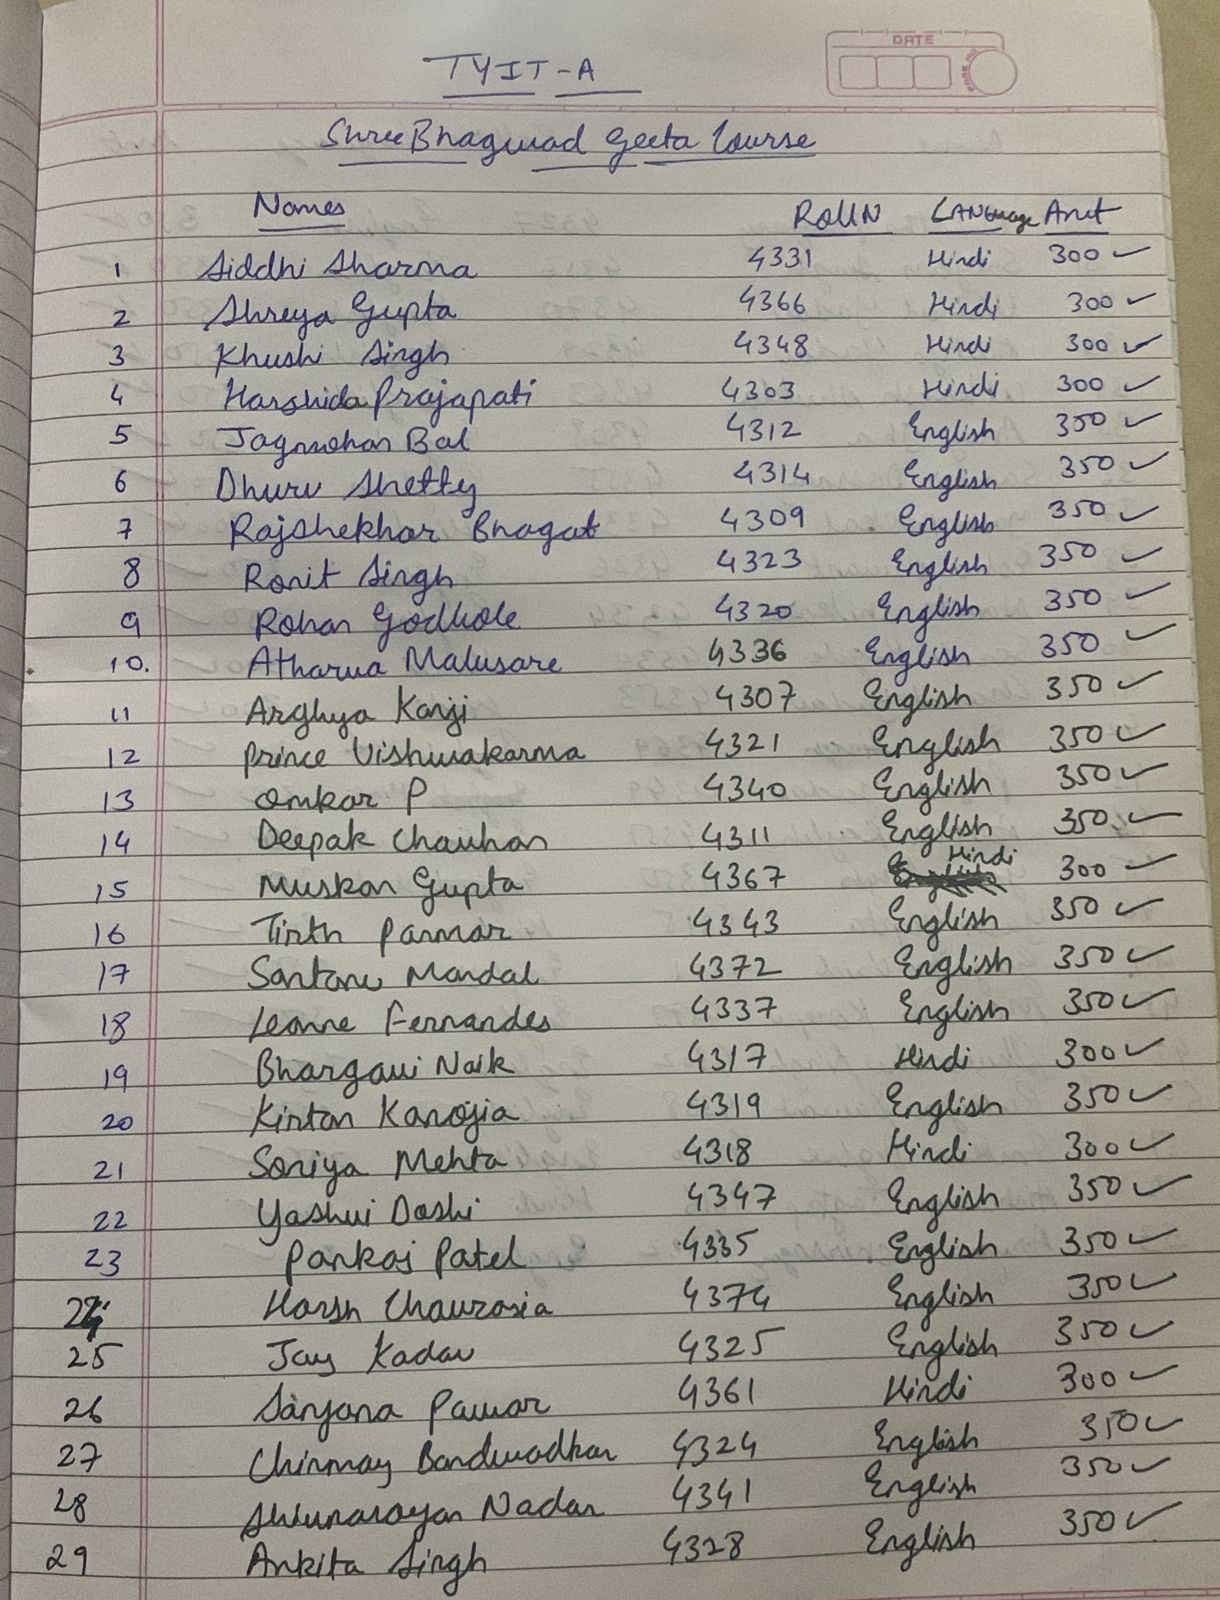 DATE
TYIT-A
Shree Bhagwad Geeta Course
Names RollN LANGuage Amt
1 Siddhi Sharma 4331 Hindi 300 ✓
2 Shreya Gupta 4366 Hindi 300 ✓
3 Khushi Singh 4348 Hindi 300 ✓
4 Harshida Prajapati 4303 Hindi 300 ✓
5 Jagmohan Bal 4312 English 350 ✓
6 Dhuru Shetty 4314 English 350 ✓
7 Rajshekhar Bhagat 4309 English 350 ✓
8 Ronit Singh 4323 English 350 ✓
9 Rohan Godbole 4320 English 350 ✓
10. Atharva Malusare 4336 English 350 ✓
11 Arghya Karji 4307 English 350 ✓
12 Prince Vishwakarma 4321 English 350 ✓
13 Omkar P 4340 English 350 ✓
14 Deepak Chauhan 4311 English 350 ✓
15 Muskan Gupta 4367 Hindi 300 ✓
16 Tirth Parmar 4343 English 350 ✓
17 Santanu Mandal 4372 English 350 ✓
18 Leanne Fernandes 4337 English 350 ✓
19 Bhargavi Naik 4317 Hindi 300 ✓
20 Kirtan Kanojia 4319 English 350 ✓
21 Soniya Mehta 4318 Hindi 300 ✓
22 Yashvi Doshi 4347 English 350 ✓
23 Pankaj Patel 4335 English 350 ✓
24 Harsh Chaurasia 4374 English 350 ✓
25 Jay Kadav 4325 English 350 ✓
26 Sanjana Pawar 4361 Hindi 300 ✓
27 Chinmay Bandwadkar 4324 English 350 ✓
28 Nadar 4341 English 350 ✓
29 Ankita Singh 4328 English 350 ✓